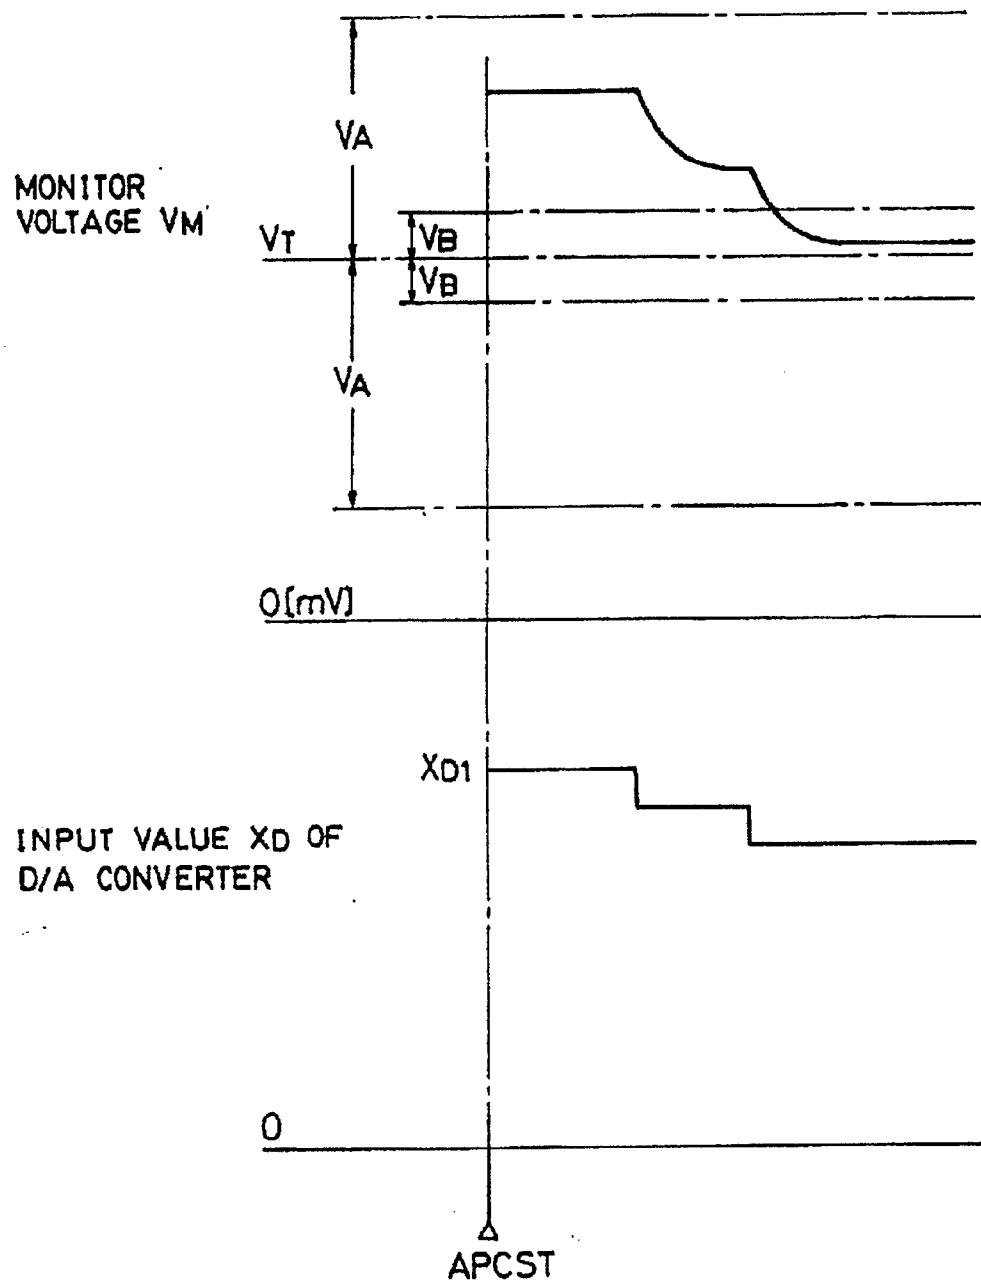 VA
MONITOR
VOLTAGE VM
VT
VB
VB
VA
0[mV]
XD1
INPUT VALUE XD OF
D/A CONVERTER
0
APCST